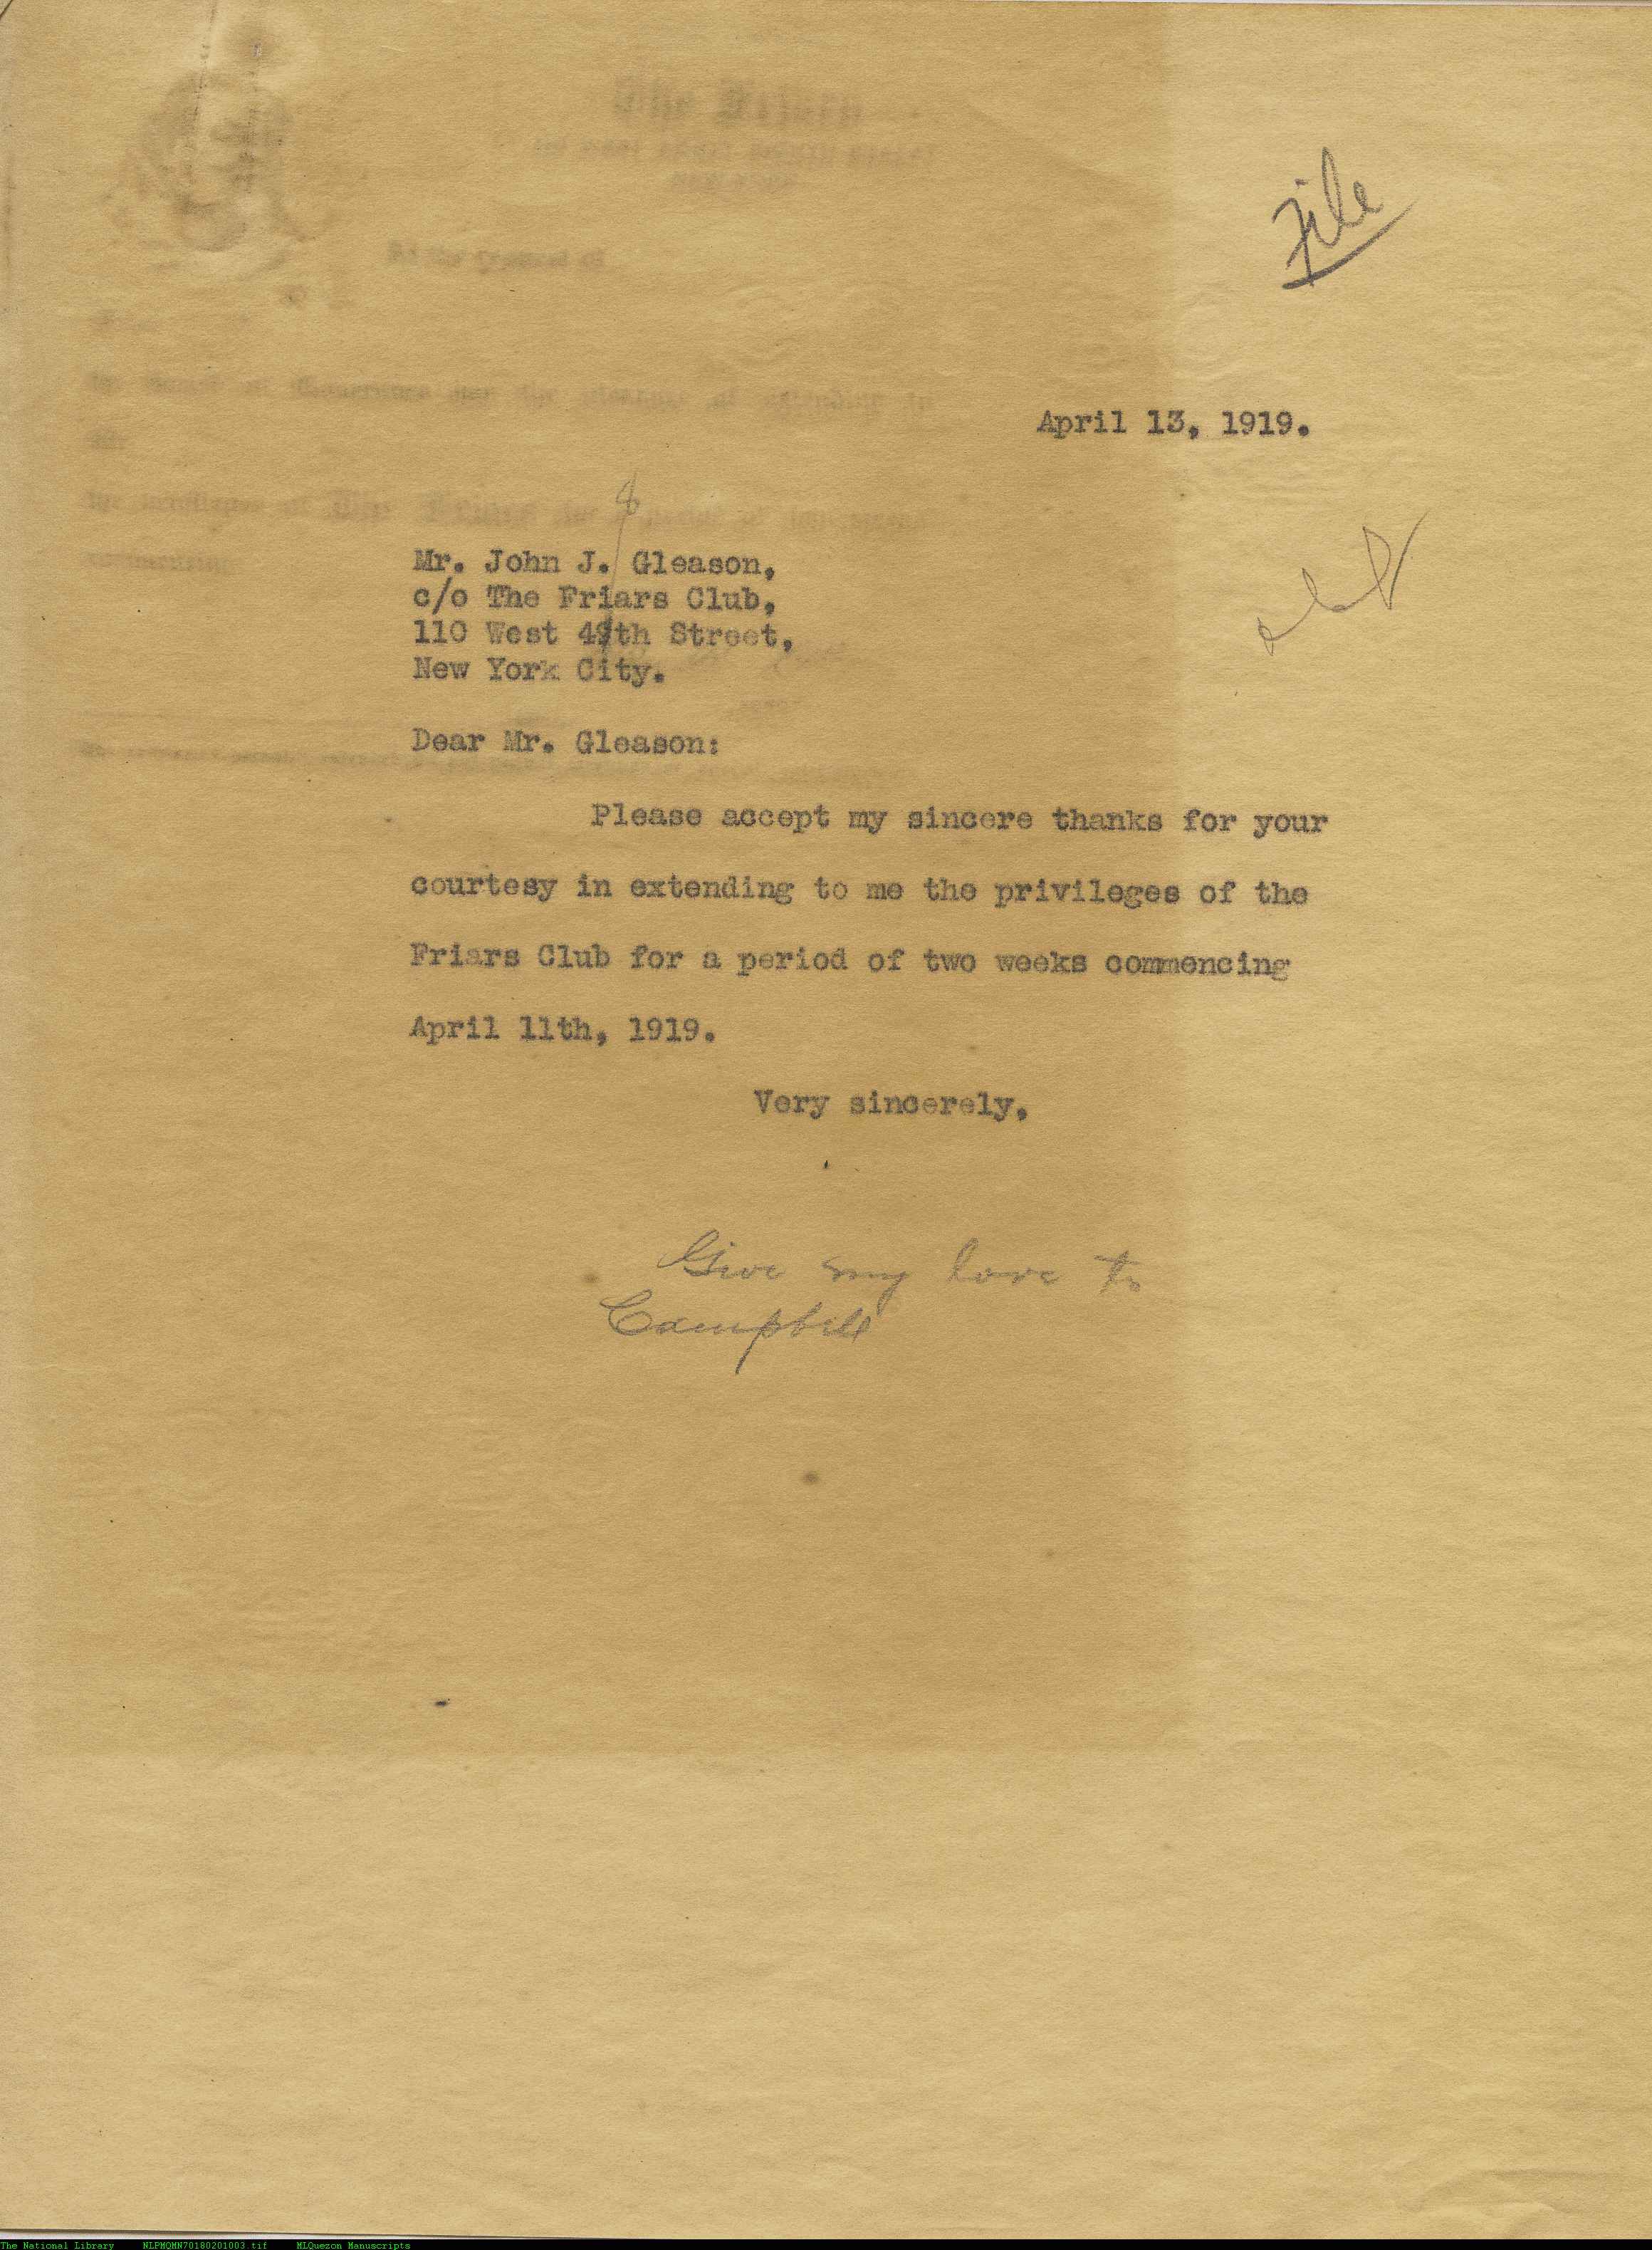 File
April 13, 1919.
8
Mr. John J. Gleason,
c/o The Friars Club,
110 West 49th Street,
New York City.
Dear Mr. Gleason:
Please accept my sincere thanks for your
courtesy in extending to me the privileges of the
Friars Club for a period of two weeks commencing
April 11th, 1919.
Very sincerely,
Give my love to
Campbell
The National Library NLPMQMN70180201003.tif MLQuezon Manuscripts